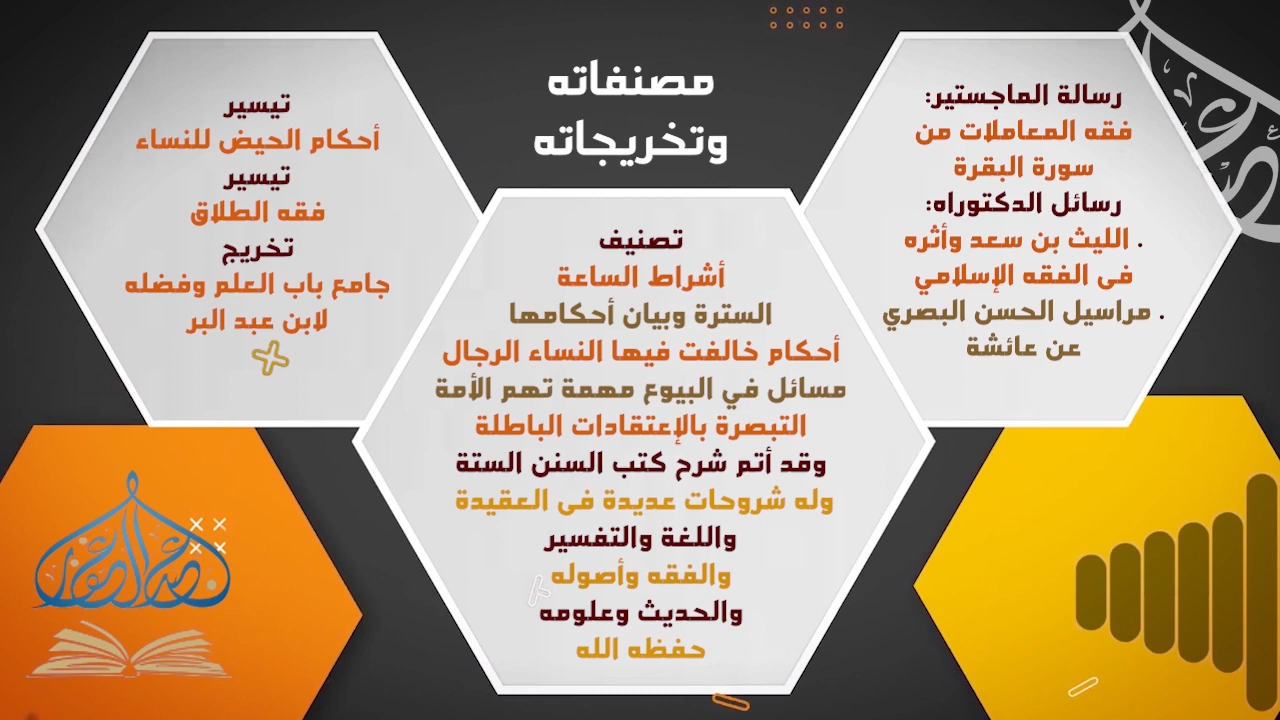 مصنفاته
وتخريجاته
رسالة الماجستير:
فقه المعاملات من
سورة البقرة
رسائل الدكتوراه:
. الليث بن سعد وأثره
فى الفقه الإسلامي
. مراسيل الحسن البصري
عن عائشة
تصنيف
أشراط الساعة
السترة وبيان أحكامها
أحكام خالفت فيها النساء الرجال
مسائل في البيوع مهمة تهم الأمة
التبصرة بالإعتقادات الباطلة
وقد أتم شرح كتب السنن الستة
وله شروحات عديدة فى العقيدة
واللغة والتفسير
والفقه وأصوله
والحديث وعلومه
حفظه الله
تيسير
أحكام الحيض للنساء
تيسير
فقه الطلاق
تخريج
جامع باب العلم وفضله
لابن عبد البر